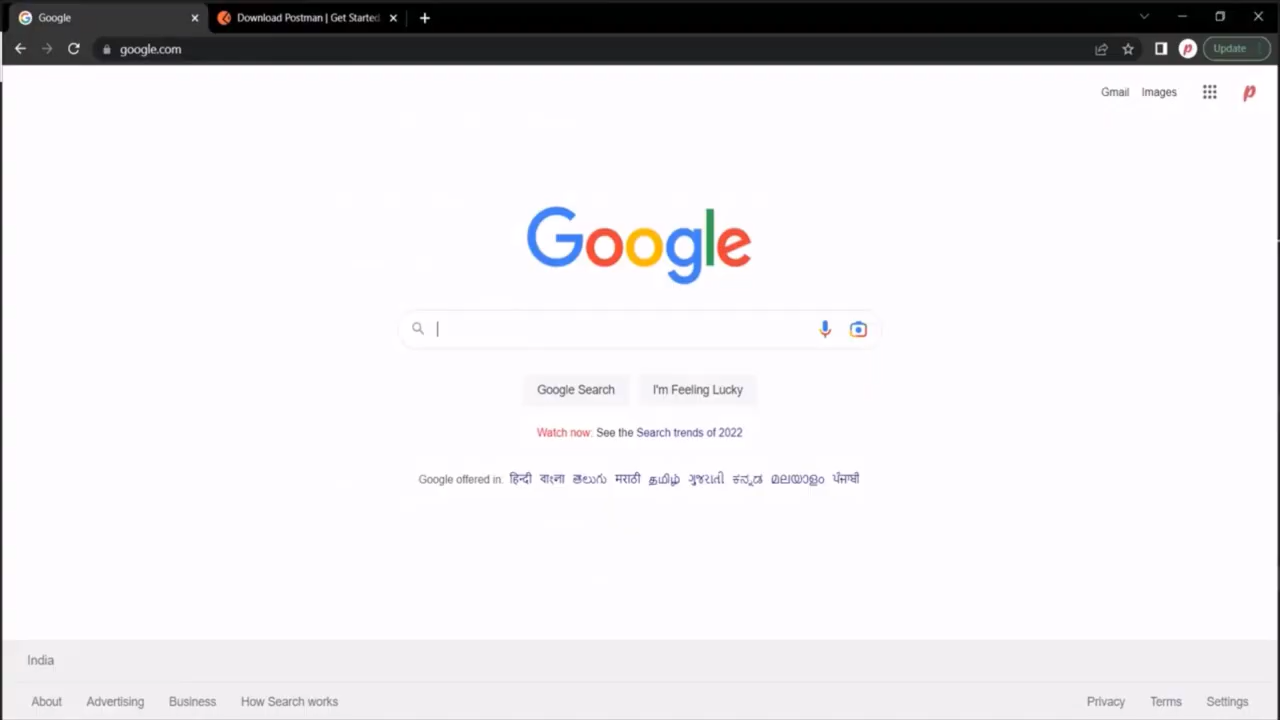 Google
Download Postman | Get Started
google.com
Update
Gmail Images
Google
Google Search I'm Feeling Lucky
Watch now: See the Search trends of 2022
Google offered in: हिन्दी বাংলা తెలుగు मराठी தமிழ் ગુજરાતી ಕನ್ನಡ മലയാളം ਪੰਜਾਬੀ
India
About Advertising Business How Search works Privacy Terms Settings